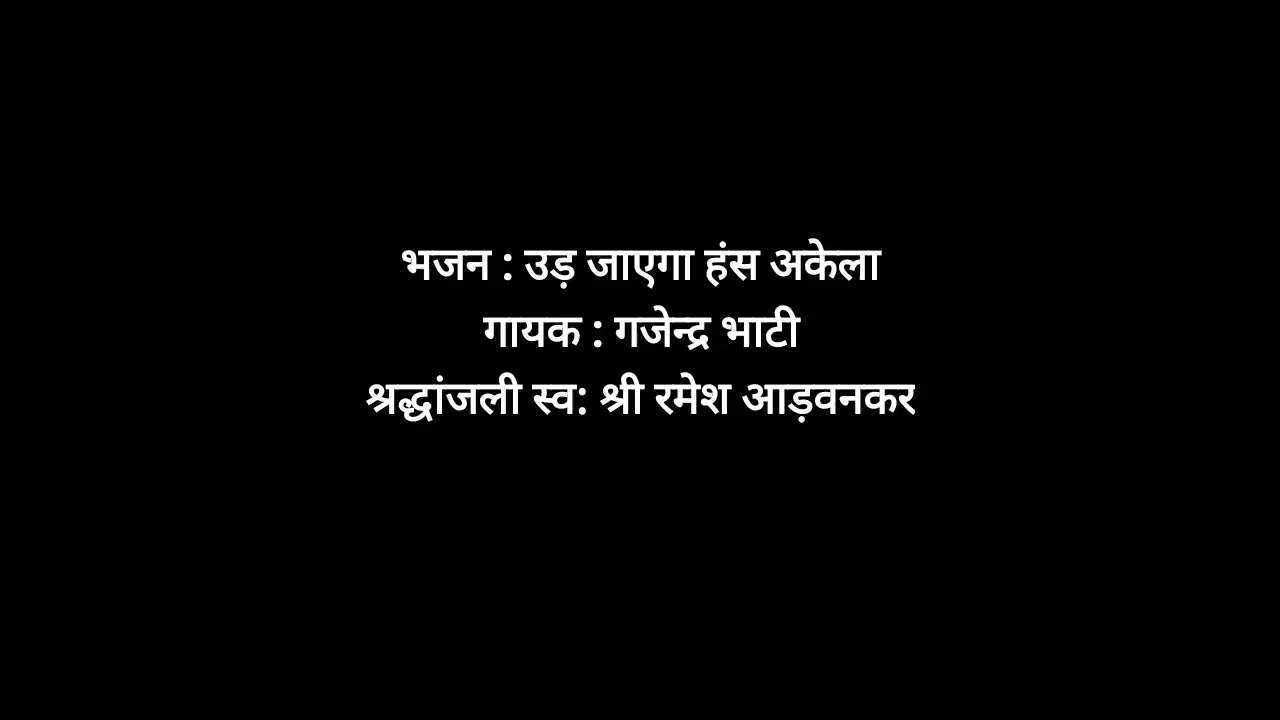 भजन : उड़ जाएगा हंस अकेला
गायक : गजेन्द्र भाटी
श्रद्धांजली स्व: श्री रमेश आड़वनकर